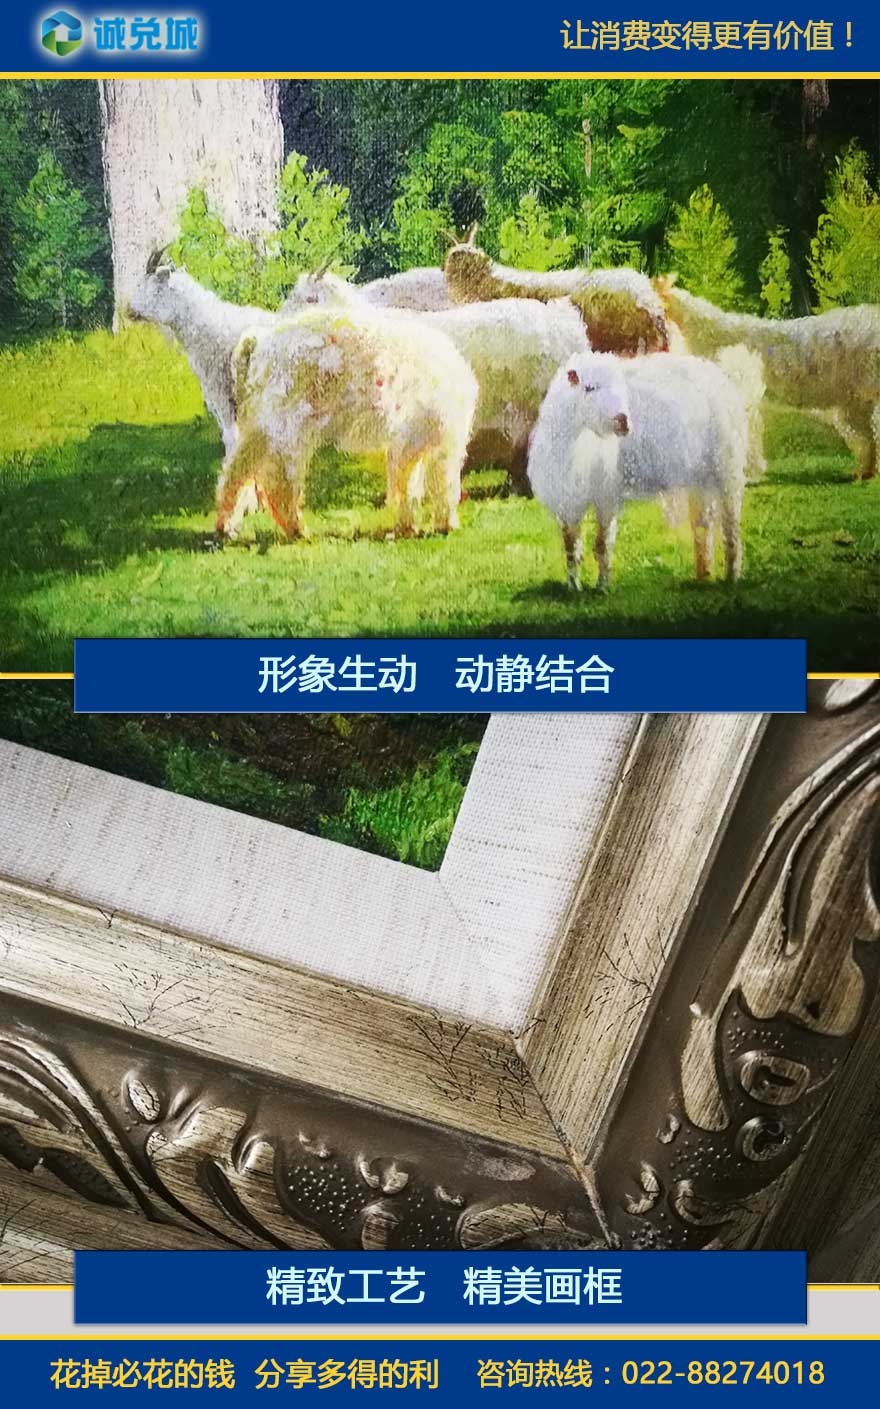 诚兑城
让消费变得更有价值！
形象生动 动静结合
精致工艺 精美画框
花掉必花的钱 分享多得的利 咨询热线：022-88274018